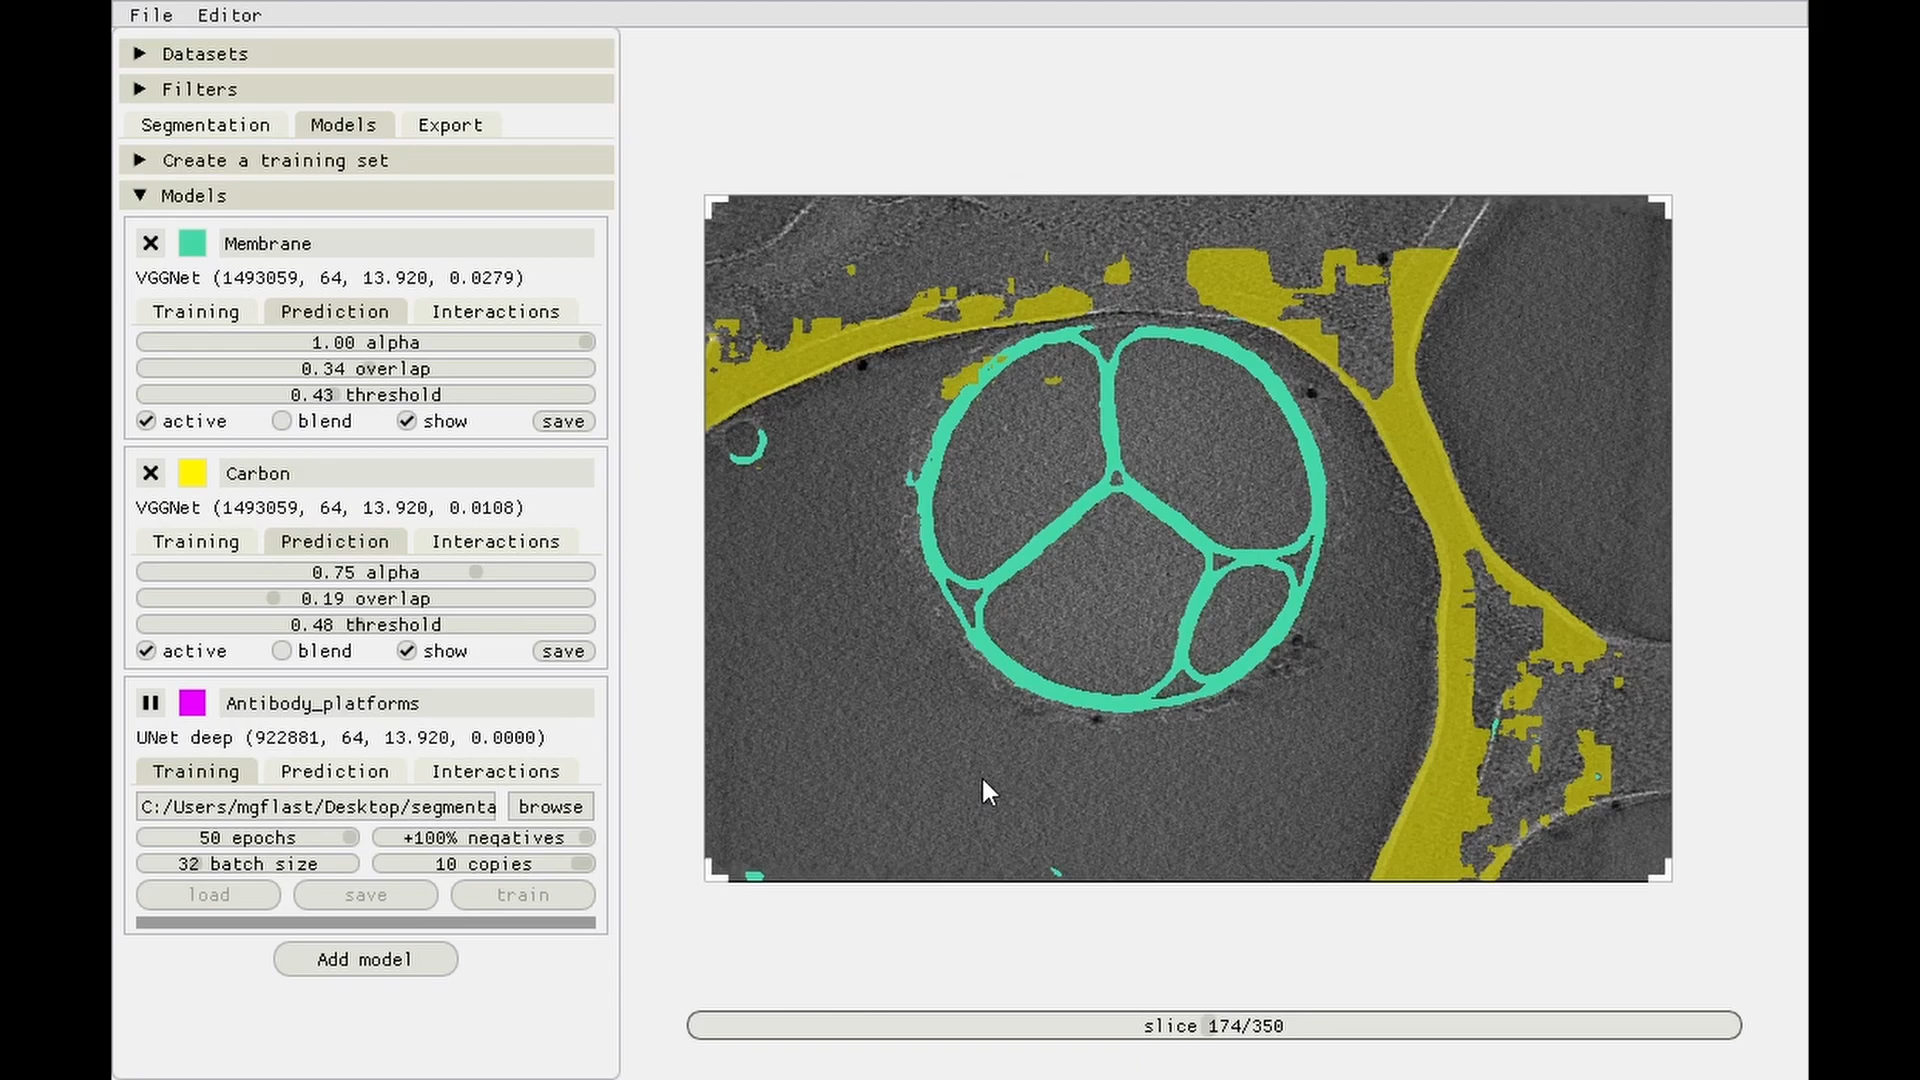 File Editor
Datasets
Filters
Segmentation Models Export
Create a training set
Models
Membrane
VGGNet (1493059, 64, 13.920, 0.0279)
Training Prediction Interactions
1.00 alpha
0.34 overlap
0.43 threshold
active blend show save
Carbon
VGGNet (1493059, 64, 13.920, 0.0108)
Training Prediction Interactions
0.75 alpha
0.19 overlap
0.48 threshold
active blend show save
Antibody_platforms
UNet deep (922881, 64, 13.920, 0.0000)
Training Prediction Interactions
C:/Users/mgflast/Desktop/segmenta browse
50 epochs +100% negatives
32 batch size 10 copies
load save train
Add model
slice 174/350